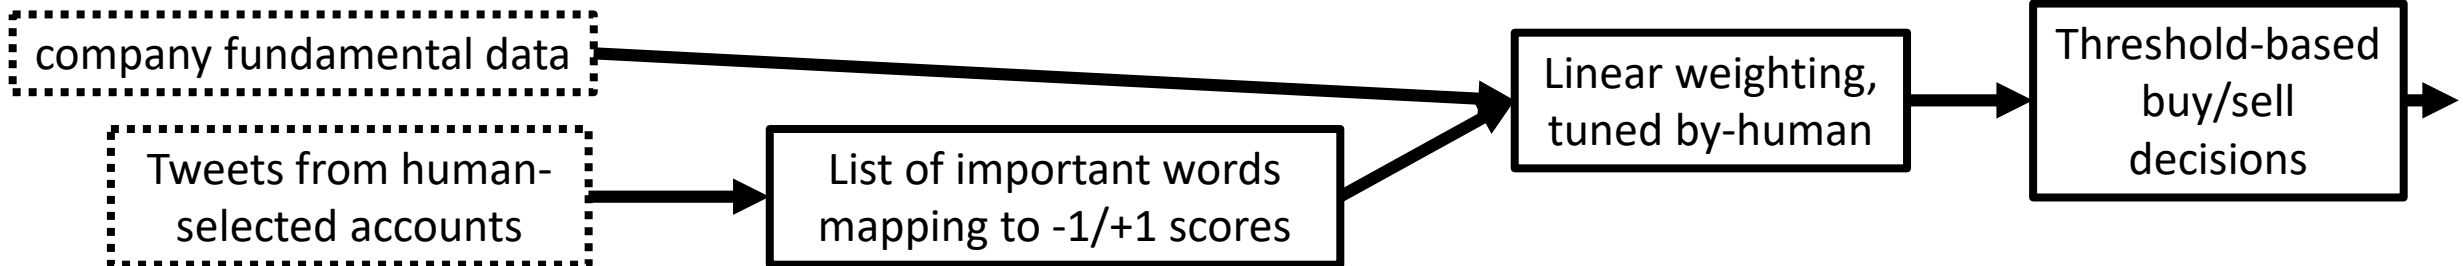 company fundamental data
Tweets from human-
selected accounts
List of important words
mapping to -1/+1 scores
Linear weighting,
tuned by-human
Threshold-based
buy/sell
decisions